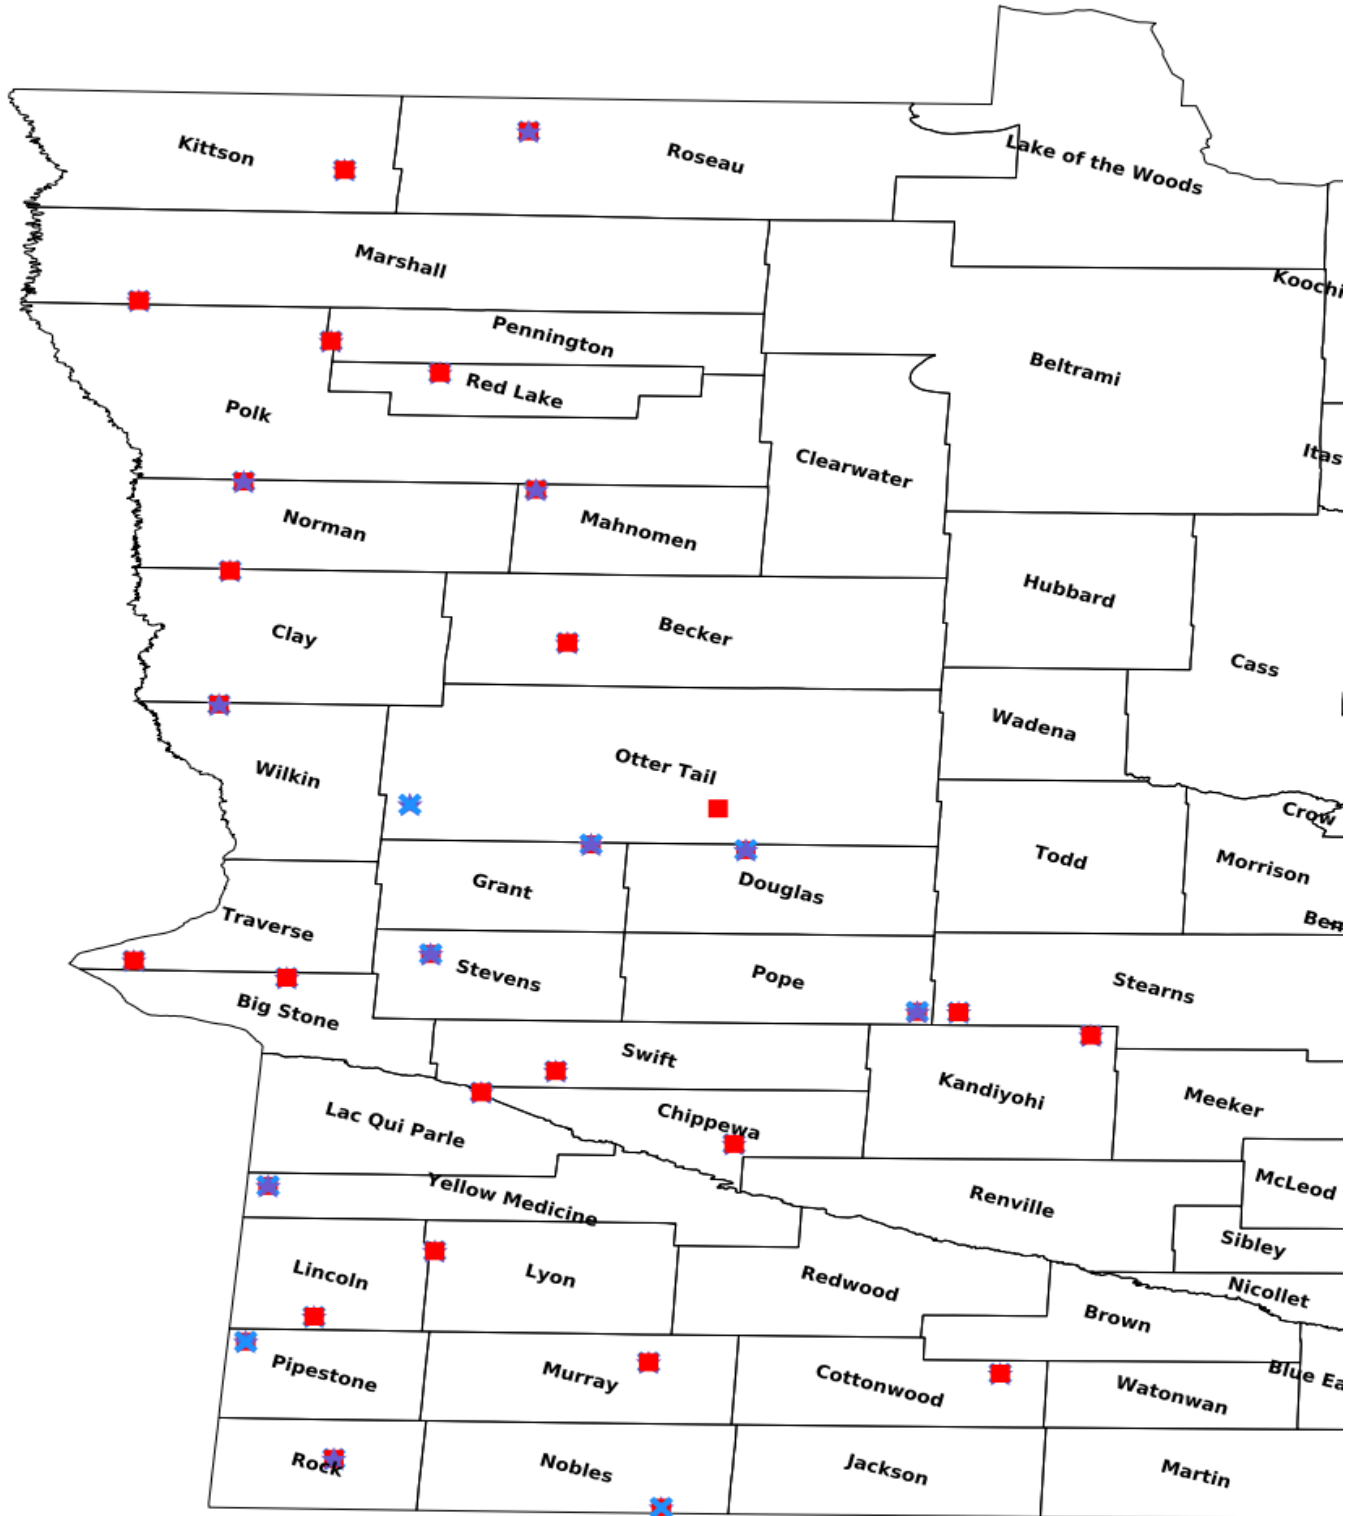 Kittson
Roseau
Lake of the Woods
Marshall
Koochi
Pennington
Beltrami
Red Lake
Polk
Clearwater
Itas
Norman
Mahnomen
Hubbard
Clay
Becker
Cass
Wadena
Otter Tail
Wilkin
Crow
Todd
Morrison
Grant
Douglas
Ben
Traverse
Stevens
Pope
Stearns
Big Stone
Swift
Kandiyohi
Meeker
Lac Qui Parle
Chippewa
McLeod
Yellow Medicine
Renville
Sibley
Lincoln
Lyon
Redwood
Nicollet
Brown
Pipestone
Murray
Cottonwood
Watonwan
Blue Ea
Rock
Nobles
Jackson
Martin